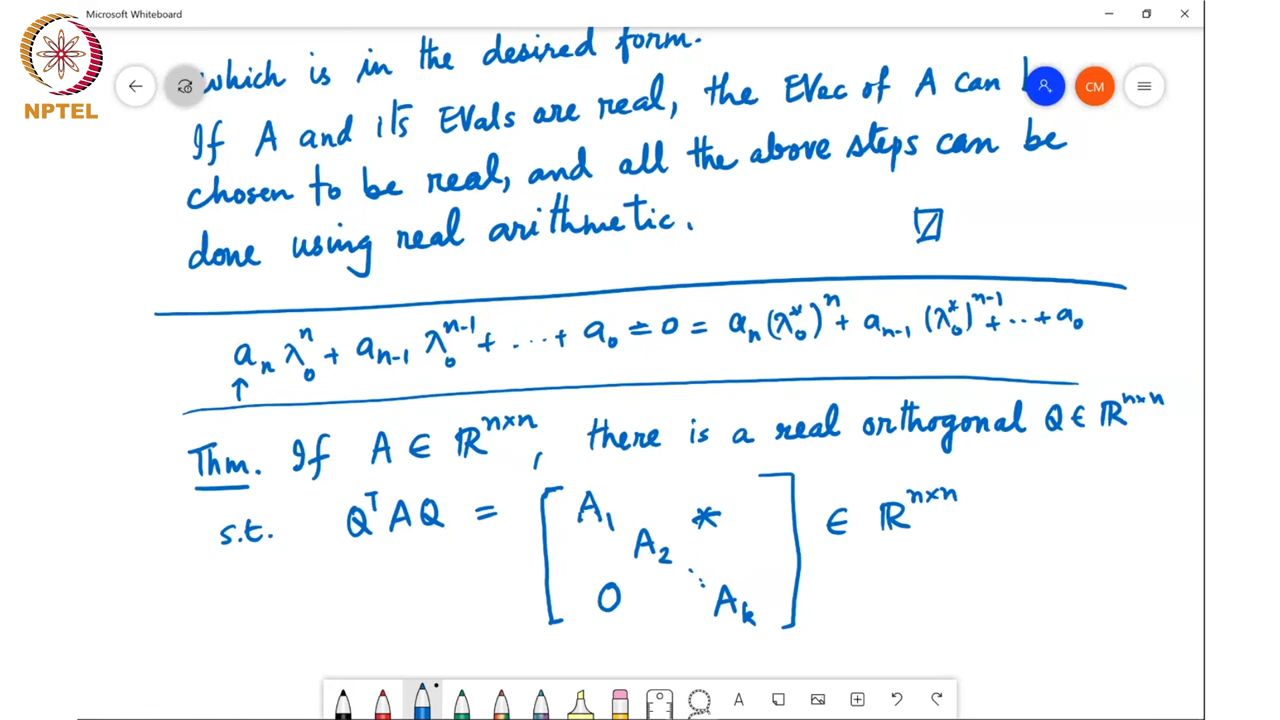 Microsoft Whiteboard
NPTEL
CM
which is in the desired form.
If A and its EVals are real, the EVec of A can
chosen to be real, and all the above steps can be
done using real arithmetic.
aₙλ₀ⁿ + aₙ₋₁ λ₀ⁿ⁻¹ + ... + a₀ = 0 = aₙ(λ₀*)ⁿ + aₙ₋₁ (λ₀*)ⁿ⁻¹ + ... + a₀
↑
Thm. If A ∈ ℝⁿˣⁿ, there is a real orthogonal Q ∈ ℝⁿˣⁿ
s.t. QᵀAQ = [ A₁ * A₂ ⋱ 0 Aₖ ] ∈ ℝⁿˣⁿ
A